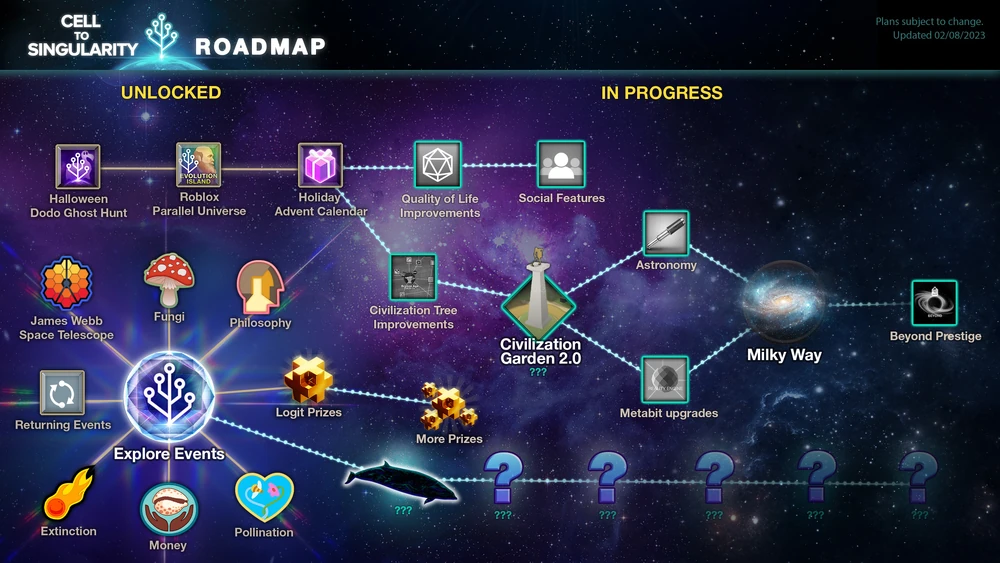 CELL
TO
SINGULARITY
ROADMAP
Plans subject to change.
Updated 02/08/2023
UNLOCKED
IN PROGRESS
Halloween
Dodo Ghost Hunt
EVOLUTION
ISLAND
Roblox
Parallel Universe
Holiday
Advent Calendar
Quality of Life
Improvements
Social Features
Astronomy
James Webb
Space Telescope
Fungi
Philosophy
Civilization Tree
Improvements
Civilization
Garden 2.0
???
Milky Way
BEYOND
Beyond Prestige
Returning Events
Explore Events
Logit Prizes
More Prizes
Metabit upgrades
Extinction
Money
Pollination
???
???
???
???
???
???